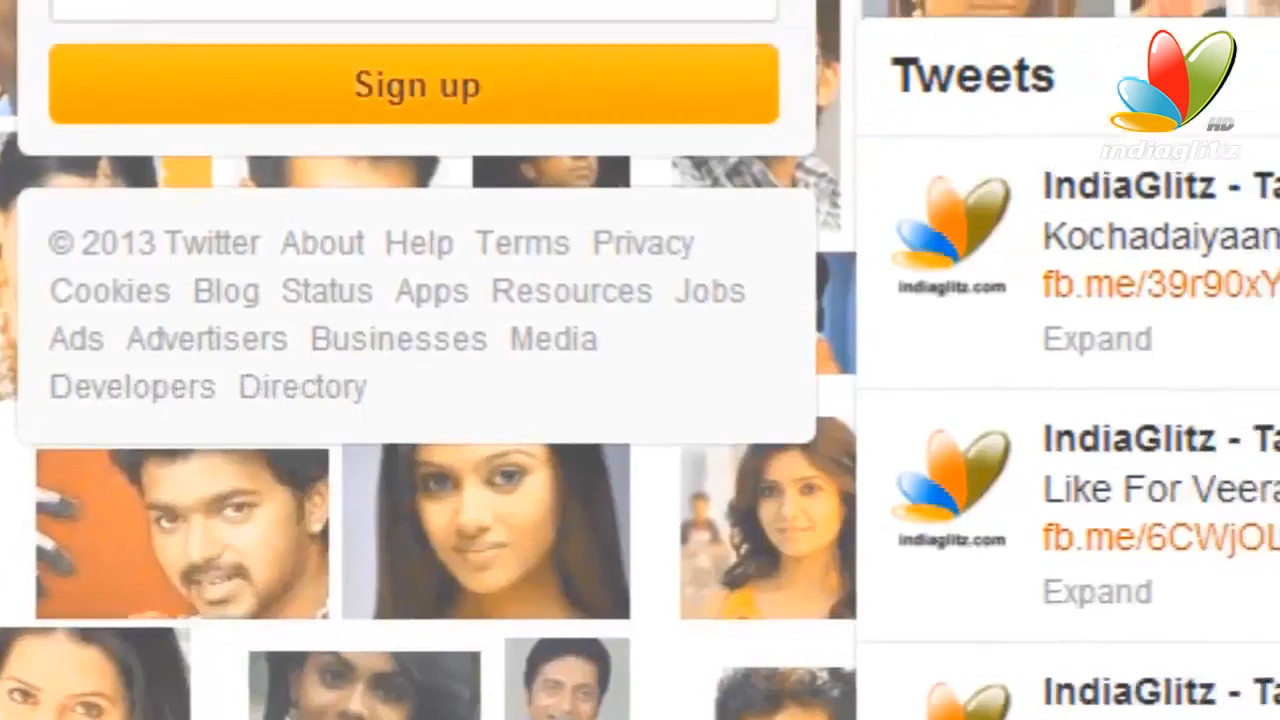 Sign up
© 2013 Twitter About Help Terms Privacy
Cookies Blog Status Apps Resources Jobs
Ads Advertisers Businesses Media
Developers Directory
Tweets
HD
indiaglitz
IndiaGlitz - Ta
Kochadaiyaan
fb.me/39r90xY
indiaglitz.com
Expand
IndiaGlitz - Ta
Like For Veera
fb.me/6CWjOL
indiaglitz.com
Expand
IndiaGlitz - Ta